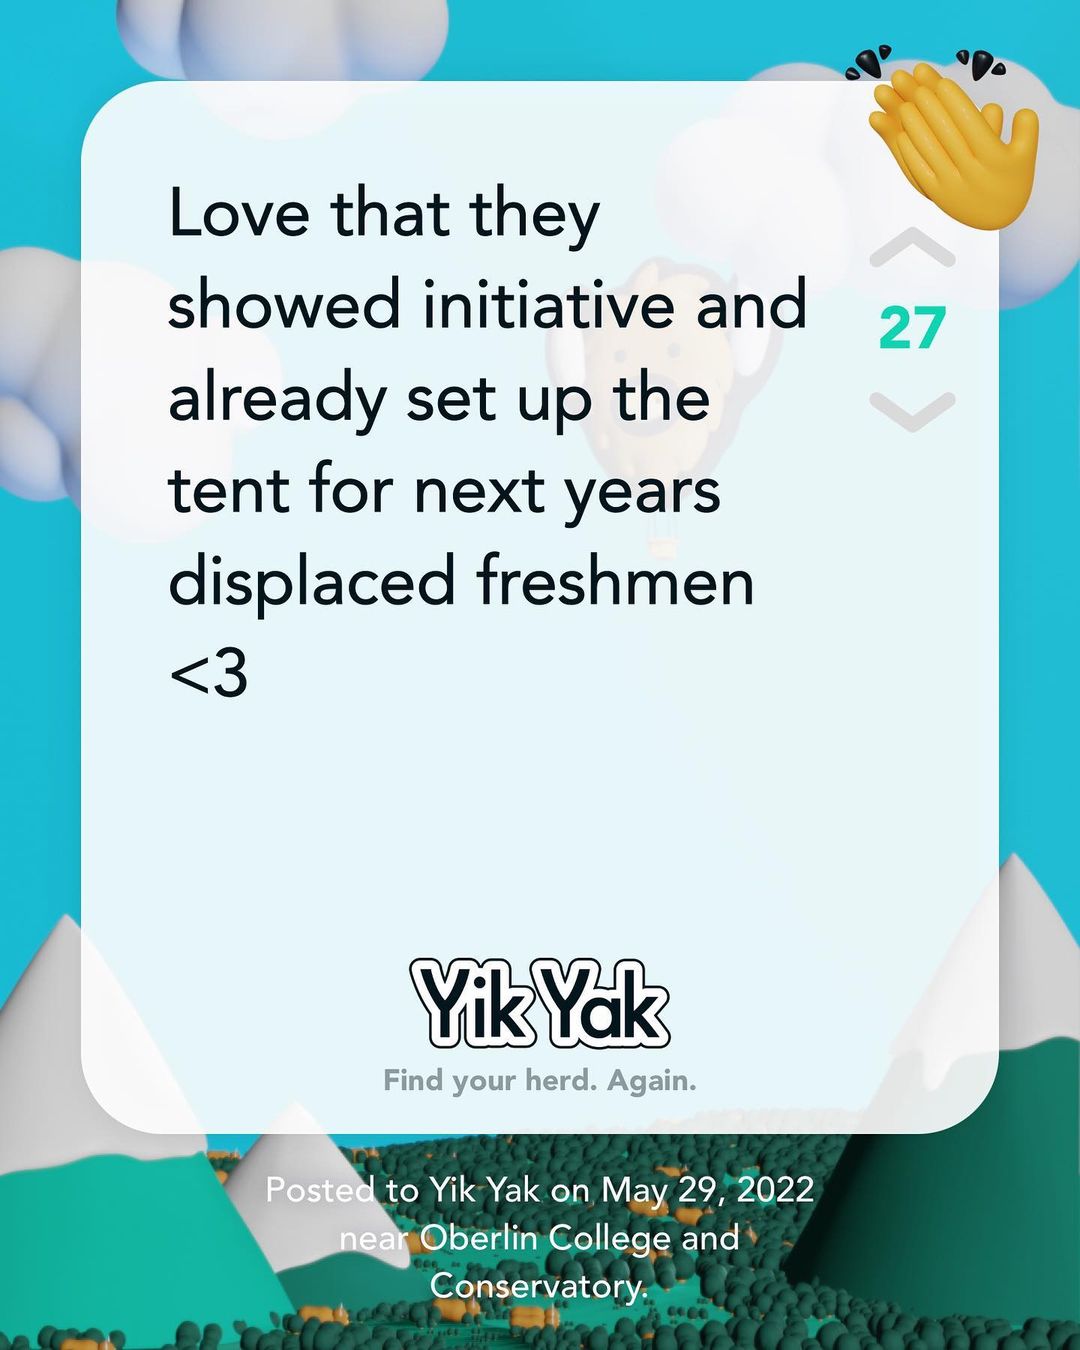 Love that they
showed initiative and
already set up the
tent for next years
displaced freshmen
<3
27
Yik Yak
Find your herd. Again.
Posted to Yik Yak on May 29, 2022
near Oberlin College and
Conservatory.